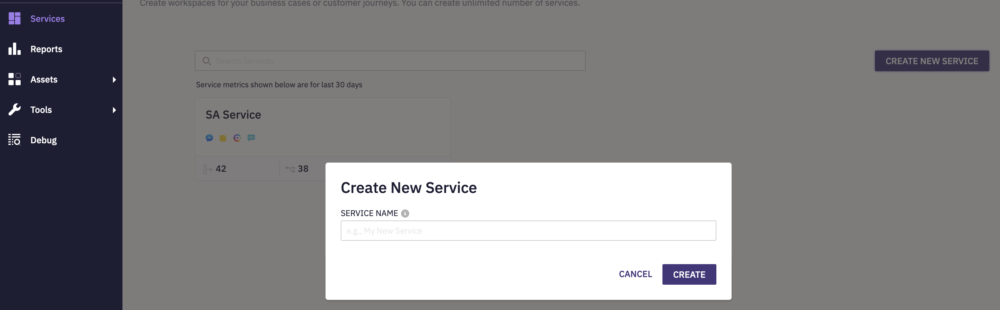 Create workspaces for your business cases or customer journeys. You can create unlimited number of services.
Services
Reports
Assets
Tools
Debug
Search Services
CREATE NEW SERVICE
Service metrics shown below are for last 30 days
SA Service
SMS
42
38
Create New Service
SERVICE NAME i
e.g., My New Service
CANCEL
CREATE